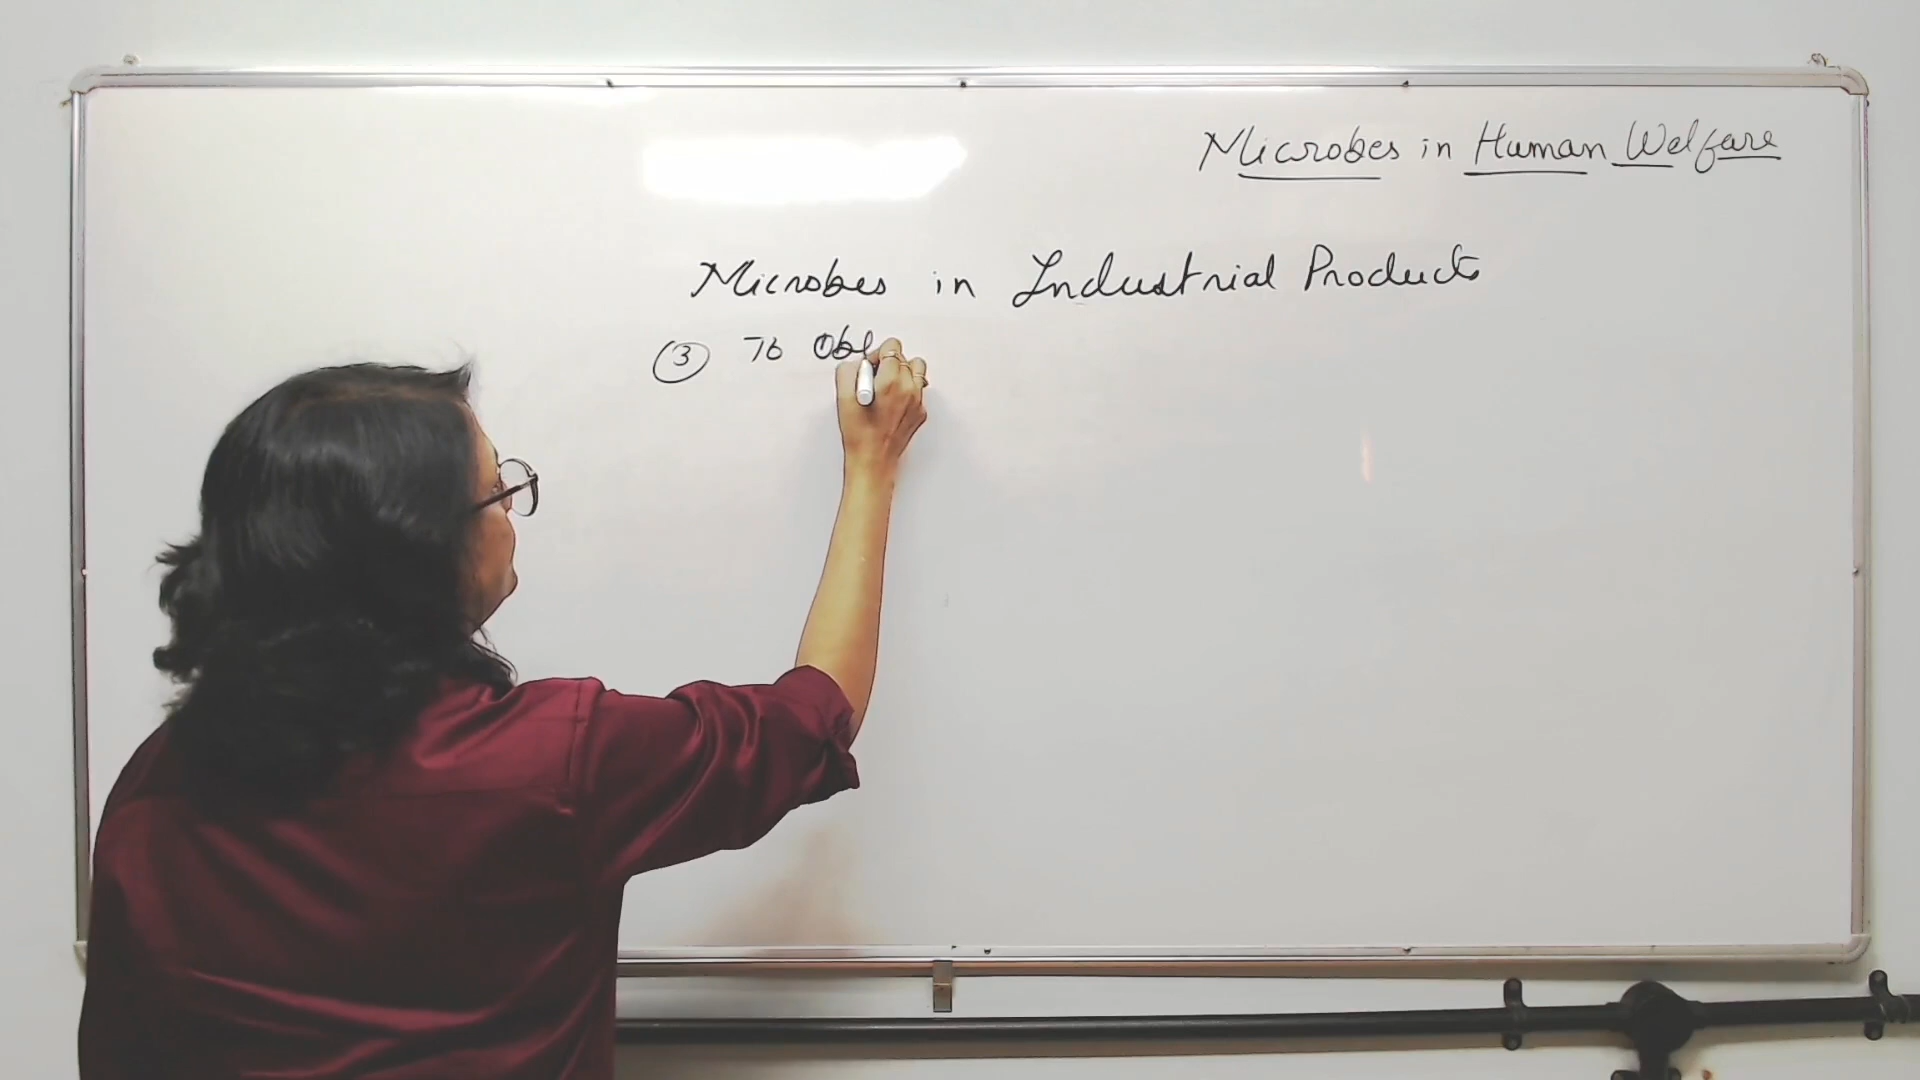 Microbes in Human Welfare
Microbes in Industrial Products
③ To Obt